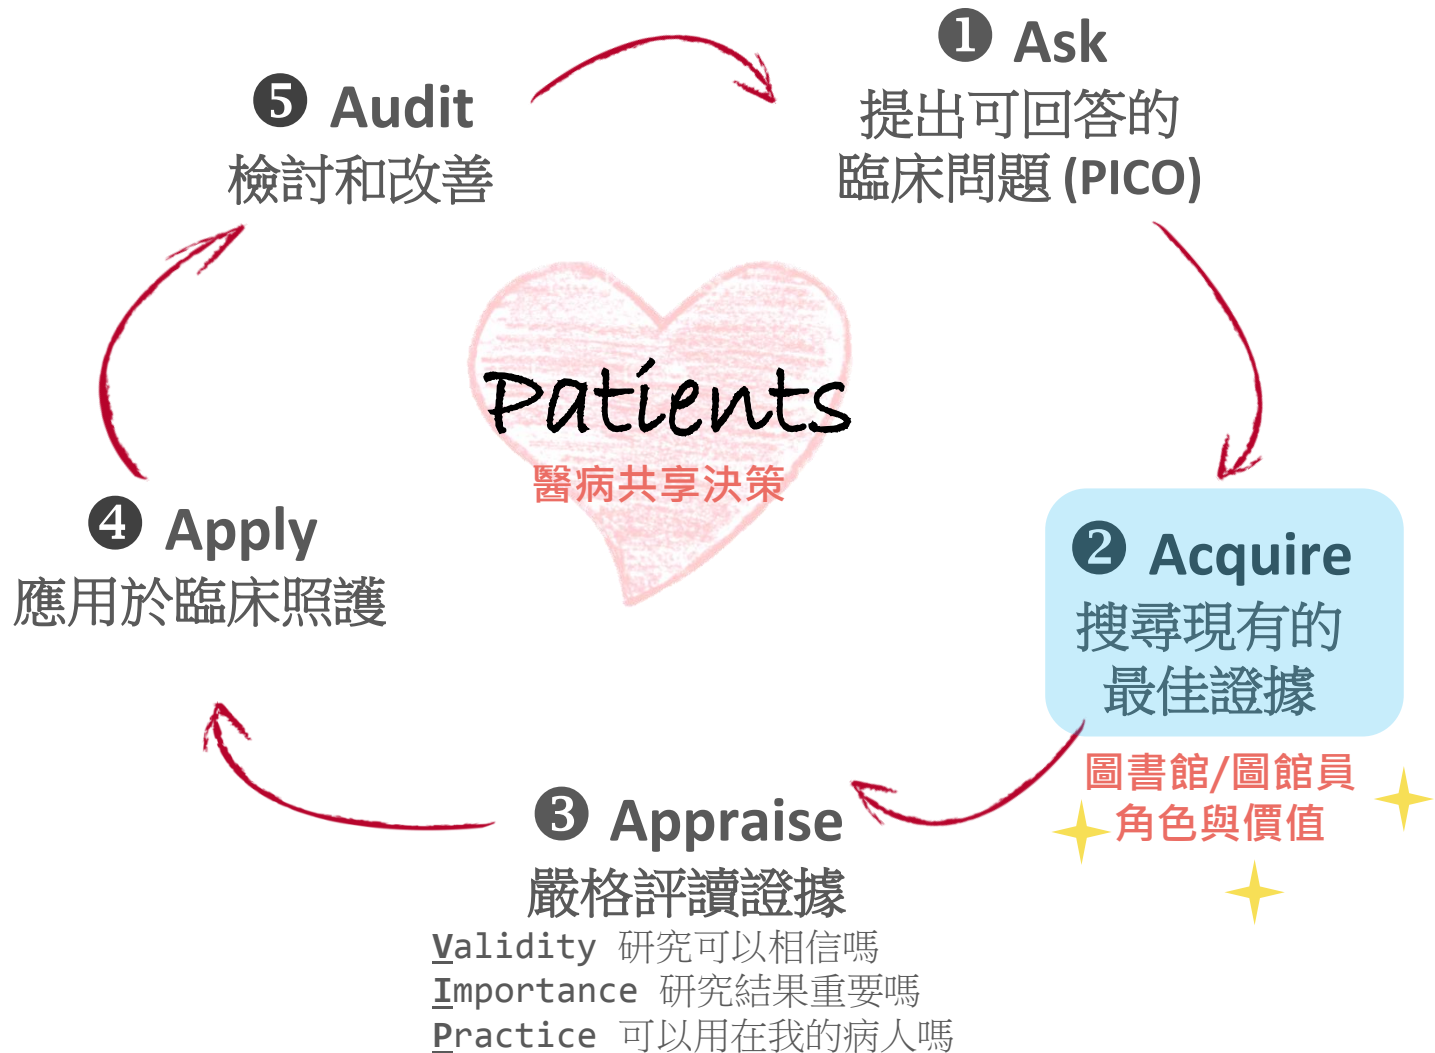 ❶ Ask
提出可回答的
臨床問題 (PICO)
❷ Acquire
搜尋現有的
最佳證據
圖書館/圖館員
角色與價值
❸ Appraise
嚴格評讀證據
Validity 研究可以相信嗎
Importance 研究結果重要嗎
Practice 可以用在我的病人嗎
❹ Apply
應用於臨床照護
❺ Audit
檢討和改善
Patients
醫病共享決策